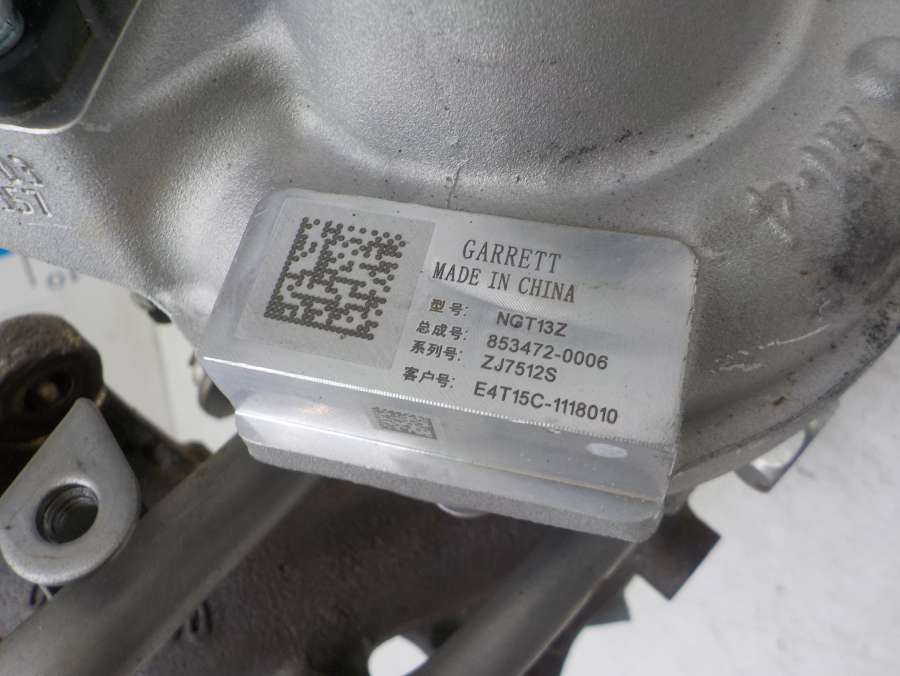 GARRETT
MADE IN CHINA
型号: NGT13Z
总成号: 853472-0006
系列号: ZJ7512S
客户号: E4T15C-1118010